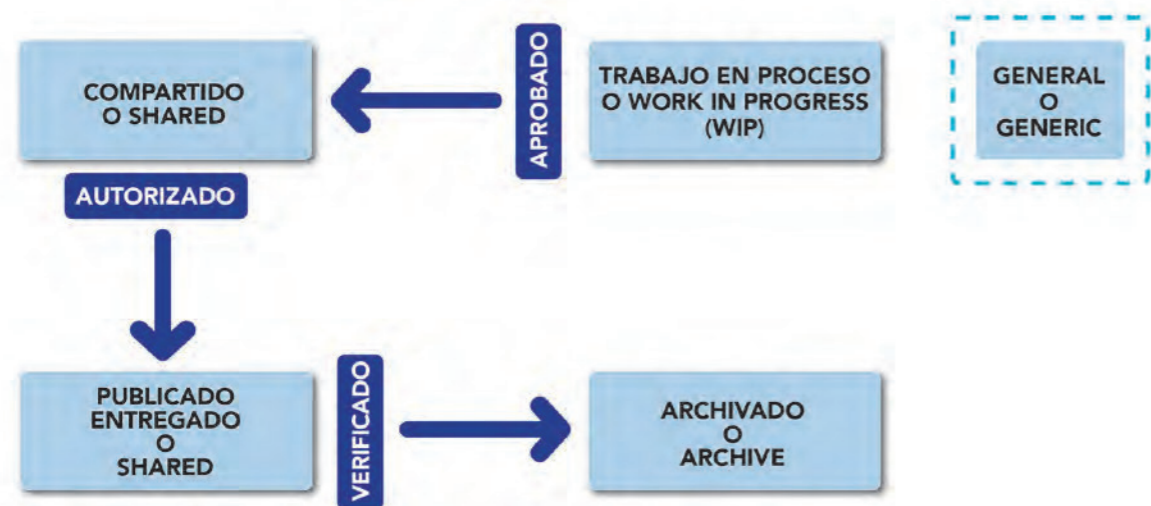 COMPARTIDO
O SHARED
APROBADO
TRABAJO EN PROCESO
O WORK IN PROGRESS
(WIP)
GENERAL
O
GENERIC
AUTORIZADO
PUBLICADO
ENTREGADO
O
SHARED
VERIFICADO
ARCHIVADO
O
ARCHIVE